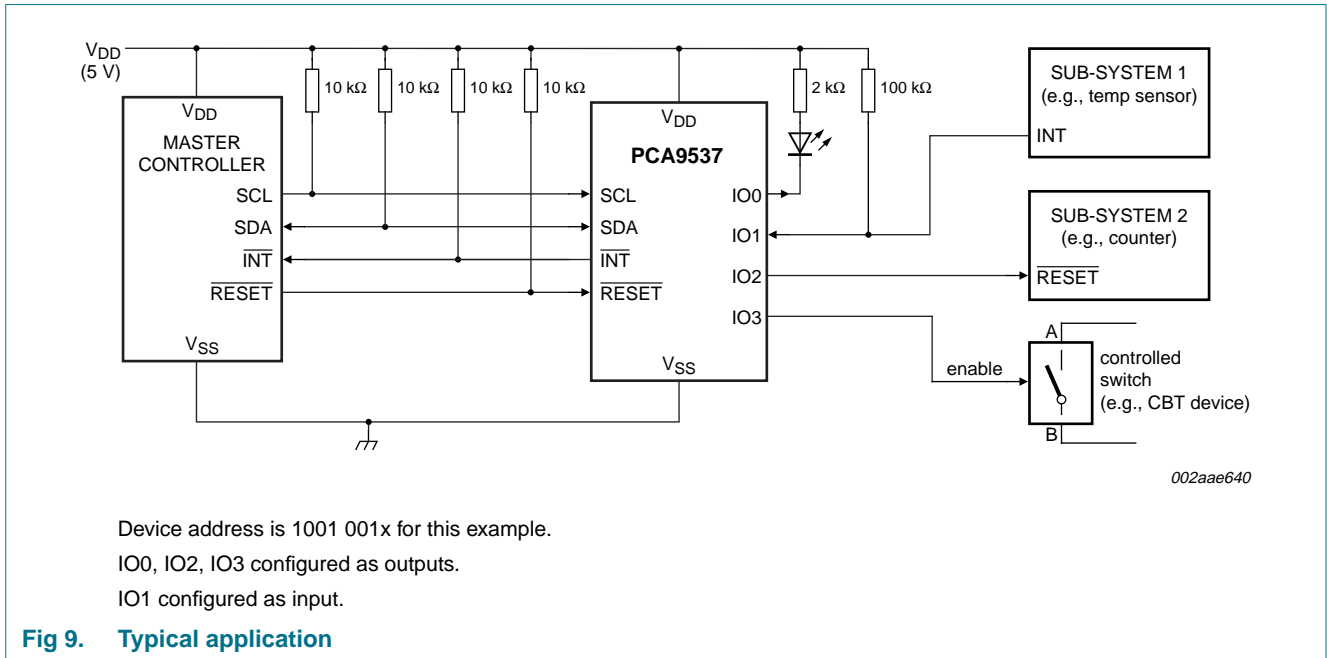 VDD
(5 V)
10 kΩ
10 kΩ
10 kΩ
10 kΩ
2 kΩ
100 kΩ
VDD
MASTER
CONTROLLER
SCL
SDA
INT
RESET
VSS
VDD
PCA9537
SCL
SDA
INT
RESET
IO0
IO1
IO2
IO3
VSS
SUB-SYSTEM 1
(e.g., temp sensor)
INT
SUB-SYSTEM 2
(e.g., counter)
RESET
enable
A
B
controlled
switch
(e.g., CBT device)
002aae640
Device address is 1001 001x for this example.
IO0, IO2, IO3 configured as outputs.
IO1 configured as input.
Fig 9. Typical application